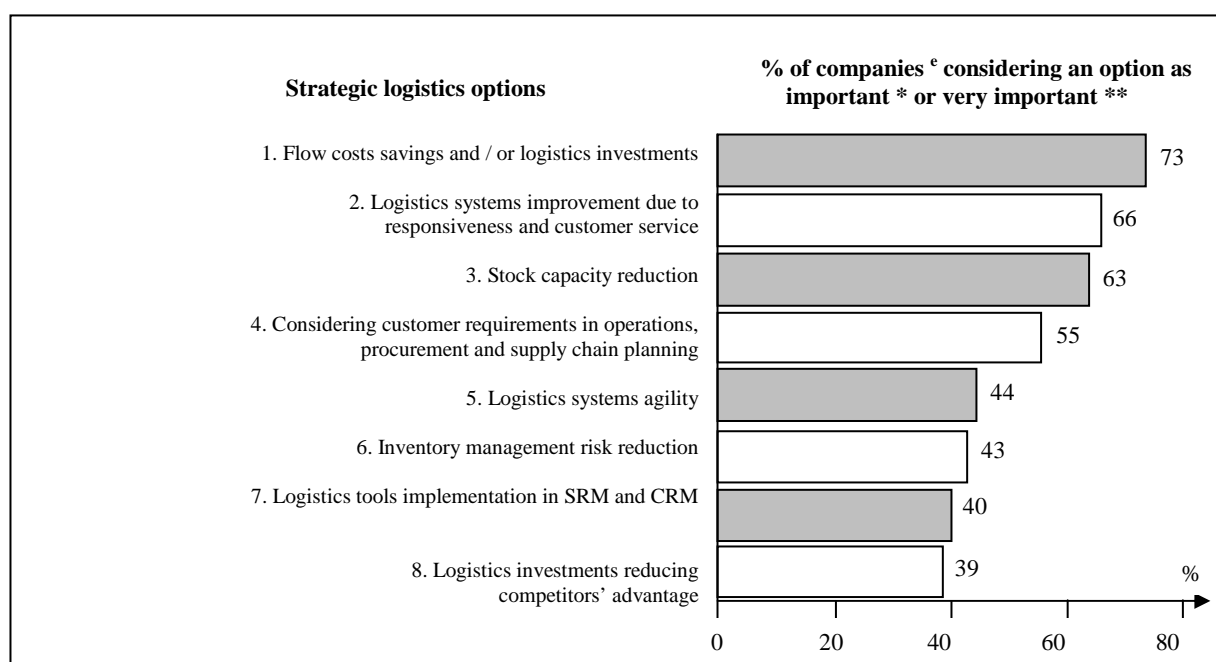 Strategic logistics options
% of companies ᵉ considering an option as
important * or very important **
1. Flow costs savings and / or logistics investments
73
2. Logistics systems improvement due to
responsiveness and customer service
66
3. Stock capacity reduction
63
4. Considering customer requirements in operations,
procurement and supply chain planning
55
5. Logistics systems agility
44
6. Inventory management risk reduction
43
7. Logistics tools implementation in SRM and CRM
40
8. Logistics investments reducing
competitors’ advantage
39
%
0 20 40 60 80